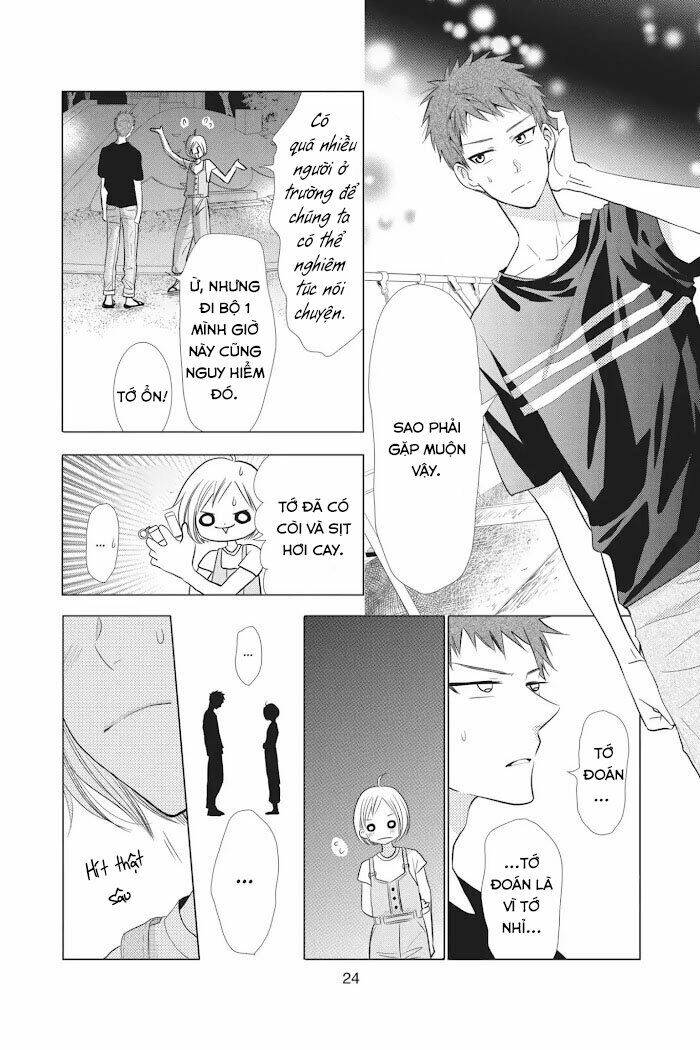 SAO PHẢI
GẶP MUỘN
VẬY.
Có
quá nhiều
người ở
trường để
chúng ta
có thể
nghiêm
túc nói
chuyện.
Ừ, NHƯNG
ĐI BỘ 1
MÌNH GIỜ
NÀY CŨNG
NGUY HIỂM
ĐÓ.
TỚ ỔN!
TỚ ĐÃ CÓ
CÒI VÀ SỊT
HƠI CAY.
...
TỚ
ĐOÁN
...
...TỚ
ĐOÁN LÀ
VÌ TỚ
NHỈ...
...
...
Hít thật
sâu
24